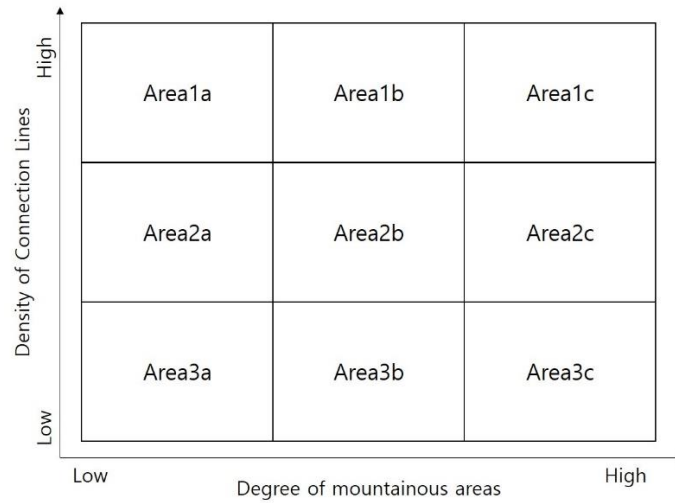 High
Density of Connection Lines
Low
Area1a Area1b Area1c
Area2a Area2b Area2c
Area3a Area3b Area3c
Low High
Degree of mountainous areas